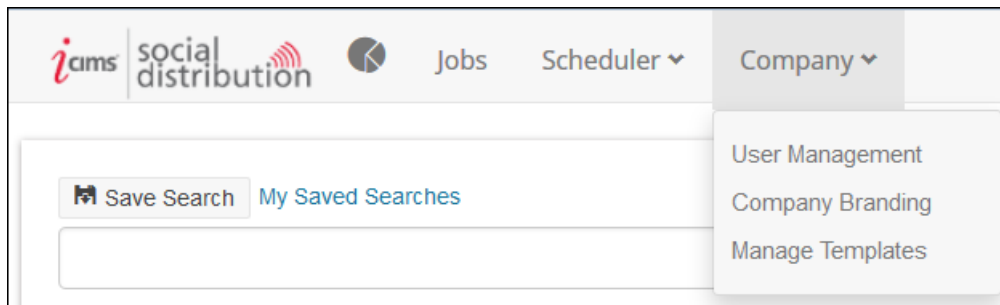 icims social distribution Jobs Scheduler Company
User Management
Save Search My Saved Searches
Company Branding
Manage Templates